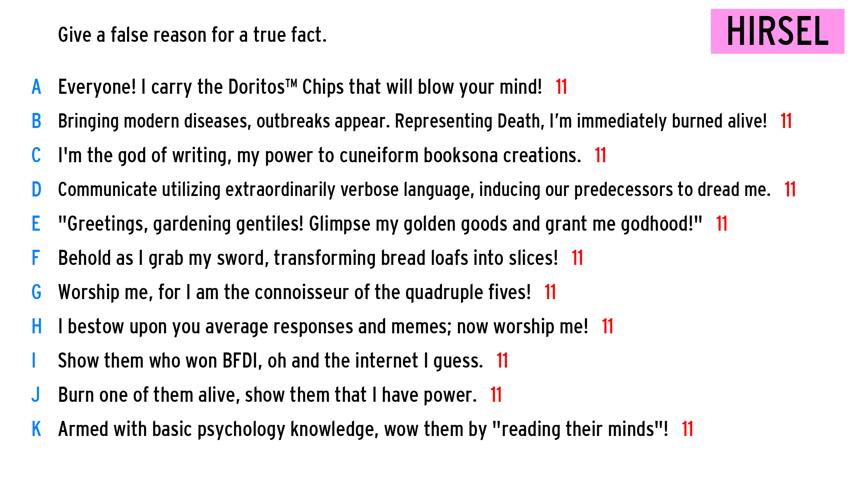 Give a false reason for a true fact.
HIRSEL
A Everyone! I carry the Doritos™ Chips that will blow your mind! 11
B Bringing modern diseases, outbreaks appear. Representing Death, I'm immediately burned alive! 11
C I'm the god of writing, my power to cuneiform booksona creations. 11
D Communicate utilizing extraordinarily verbose language, inducing our predecessors to dread me. 11
E "Greetings, gardening gentiles! Glimpse my golden goods and grant me godhood!" 11
F Behold as I grab my sword, transforming bread loafs into slices! 11
G Worship me, for I am the connoisseur of the quadruple fives! 11
H I bestow upon you average responses and memes; now worship me! 11
I Show them who won BFDI, oh and the internet I guess. 11
J Burn one of them alive, show them that I have power. 11
K Armed with basic psychology knowledge, wow them by "reading their minds"! 11